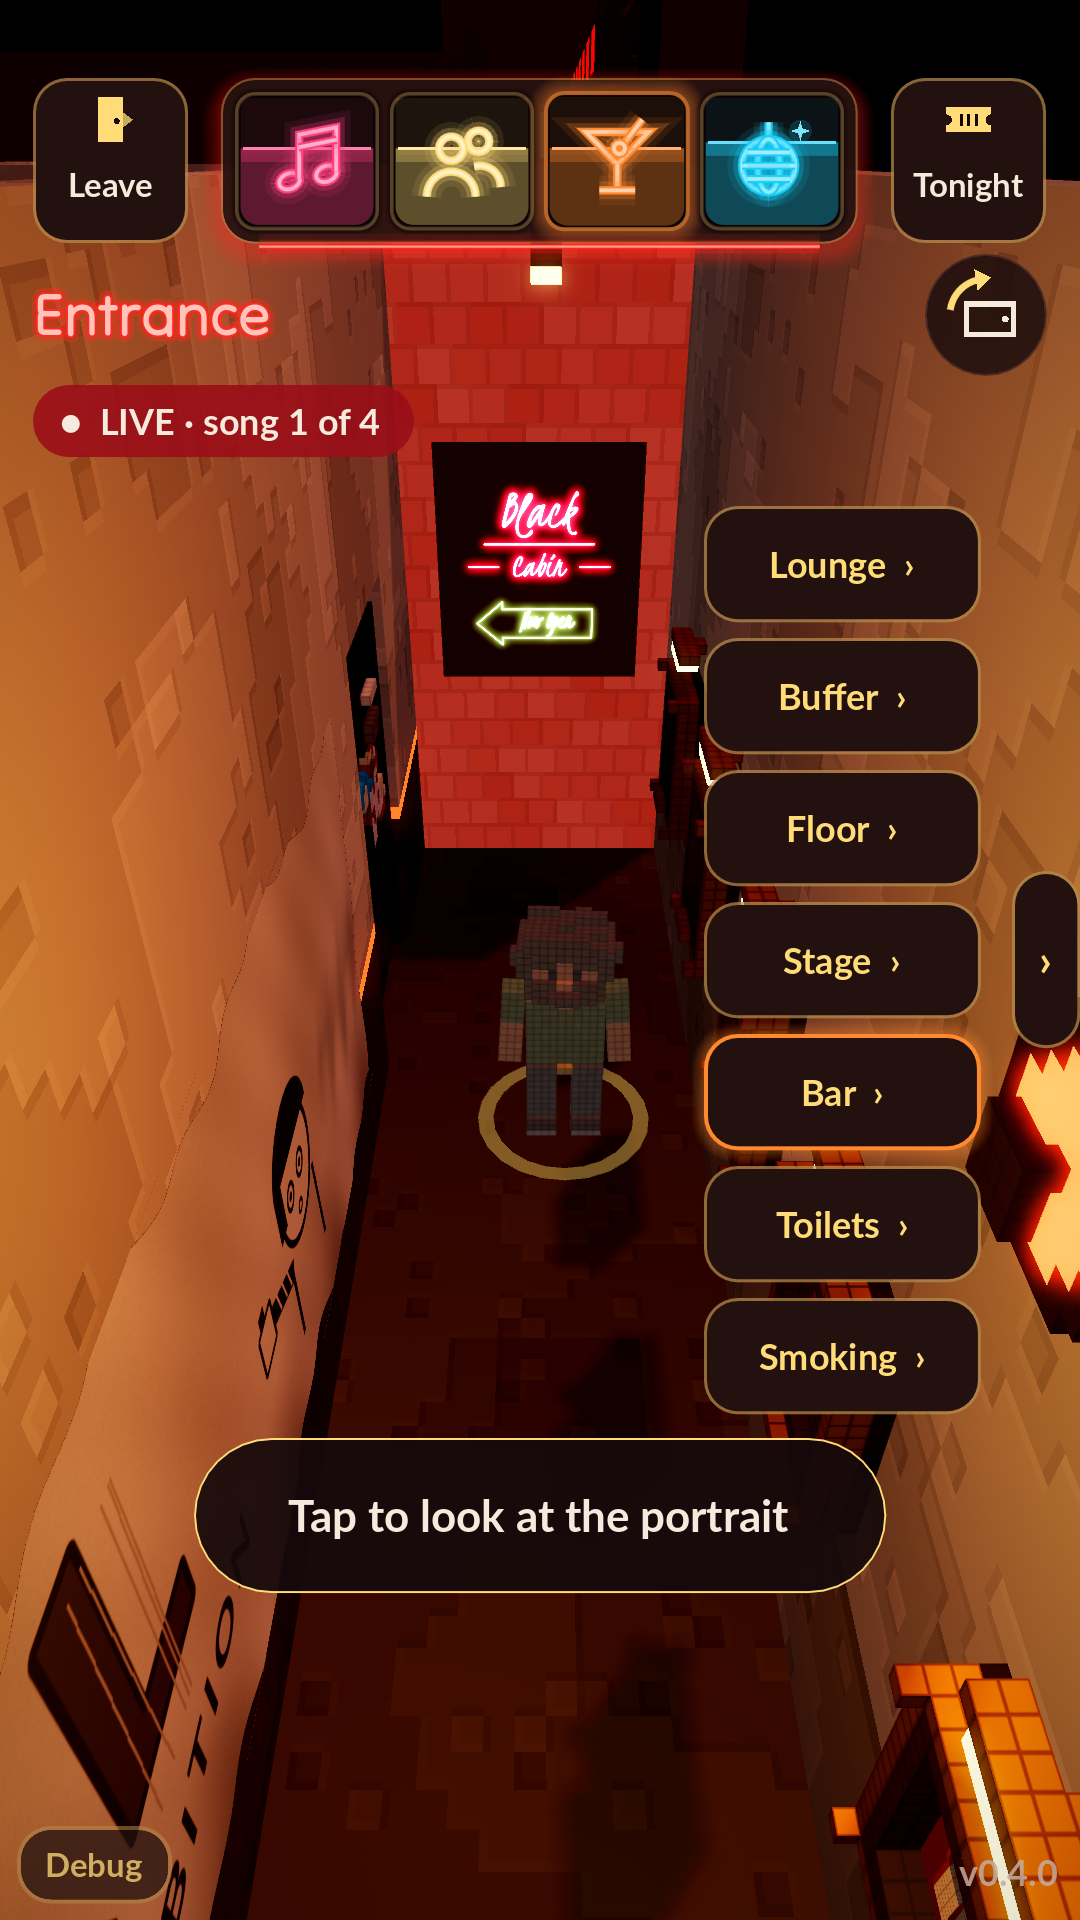 Leave
Tonight
Entrance
LIVE · song 1 of 4
Black
Cabin
Lounge ›
Buffer ›
Floor ›
Stage ›
›
Bar ›
Toilets ›
Smoking ›
Tap to look at the portrait
Debug
v0.4.0